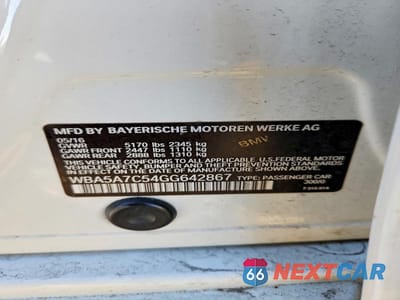 MFD BY BAYERISCHE MOTOREN WERKE AG
05/16
GVWR 5170 lbs 2345 kg
GAWR FRONT 2447 lbs 1110 kg
GAWR REAR 2888 lbs 1310 kg
BMW
THIS VEHICLE CONFORMS TO ALL APPLICABLE U.S. FEDERAL MOTOR
VEHICLE SAFETY, BUMPER AND THEFT PREVENTION STANDARDS
IN EFFECT ON THE DATE OF MANUFACTURE SHOWN ABOVE.
WBA5A7C54GG642867 TYPE: PASSENGER CAR
300/0
66 NEXTCAR